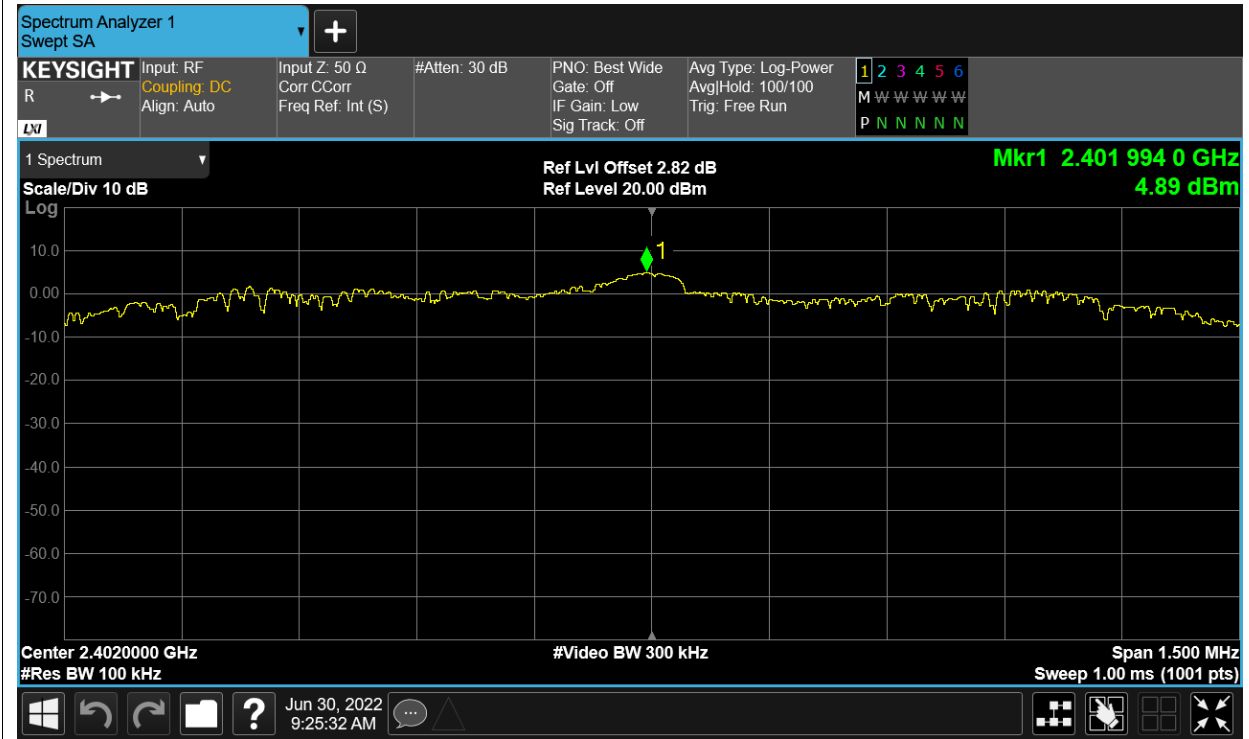 Spectrum Analyzer 1
Swept SA
KEYSIGHT
R
LXI
Input: RF
Coupling: DC
Align: Auto
Input Z: 50 Ω
Corr CCorr
Freq Ref: Int (S)
#Atten: 30 dB
PNO: Best Wide
Gate: Off
IF Gain: Low
Sig Track: Off
Avg Type: Log-Power
Avg|Hold: 100/100
Trig: Free Run
1 2 3 4 5 6
M W W W W W
P N N N N N
1 Spectrum
Scale/Div 10 dB
Ref Lvl Offset 2.82 dB
Ref Level 20.00 dBm
Mkr1 2.401 994 0 GHz
4.89 dBm
Log
1
10.0
0.00
-10.0
-20.0
-30.0
-40.0
-50.0
-60.0
-70.0
Center 2.4020000 GHz
#Video BW 300 kHz
Span 1.500 MHz
#Res BW 100 kHz
Sweep 1.00 ms (1001 pts)
?
Jun 30, 2022
9:25:32 AM